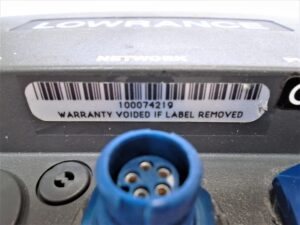 LOWRANCE
NETWORK
100074219
WARRANTY VOIDED IF LABEL REMOVED